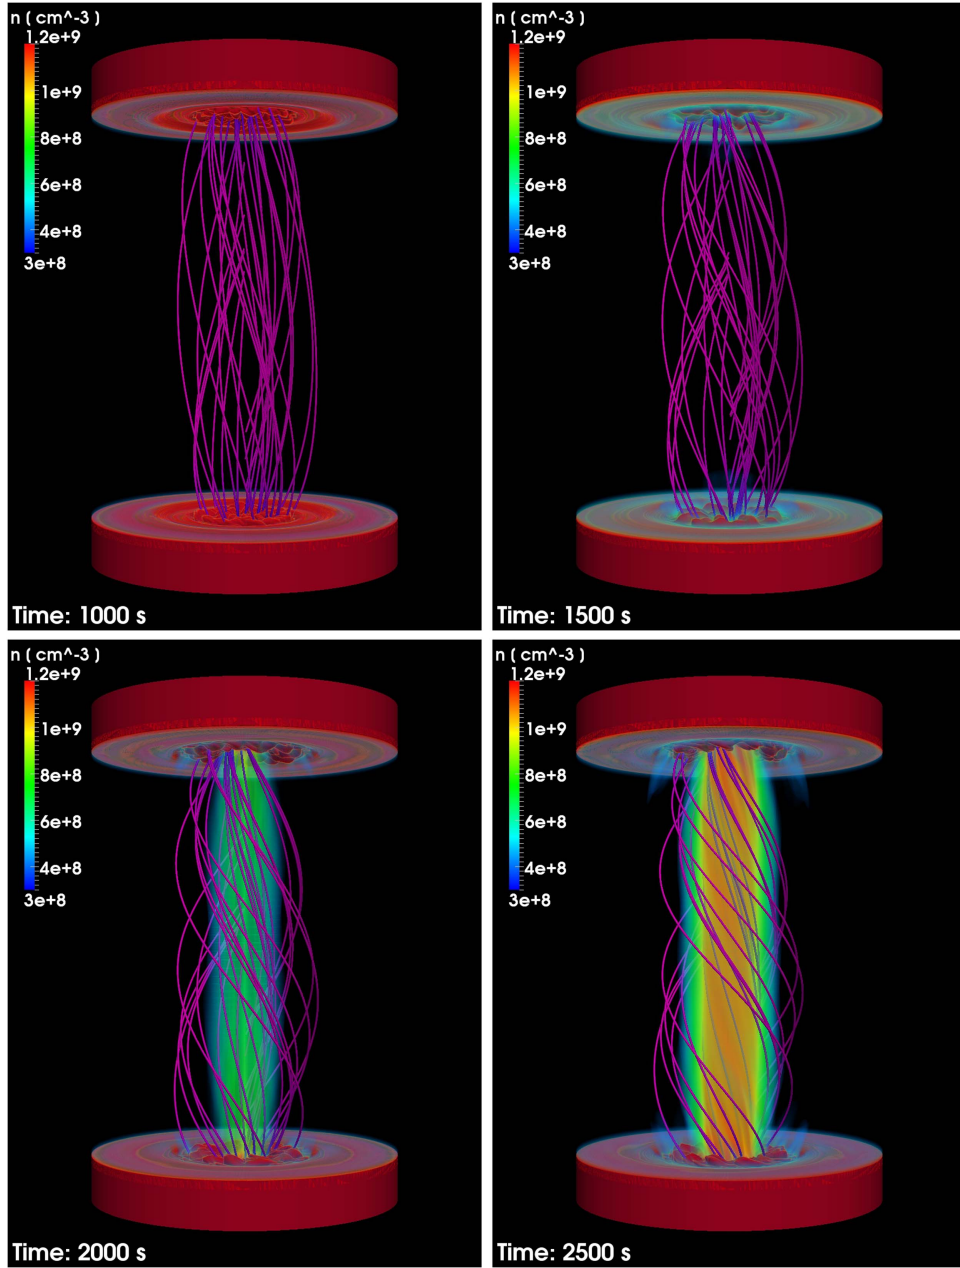 n ( cm^-3 )
1.2e+9
1e+9
8e+8
6e+8
4e+8
3e+8
Time: 1000 s
n ( cm^-3 )
1.2e+9
1e+9
8e+8
6e+8
4e+8
3e+8
Time: 1500 s
n ( cm^-3 )
1.2e+9
1e+9
8e+8
6e+8
4e+8
3e+8
Time: 2000 s
n ( cm^-3 )
1.2e+9
1e+9
8e+8
6e+8
4e+8
3e+8
Time: 2500 s